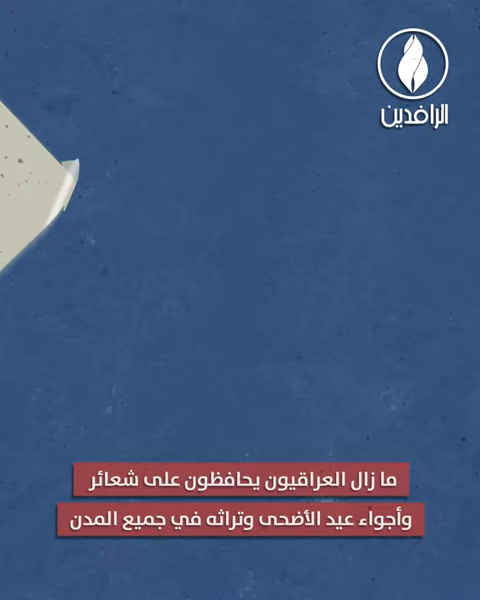 الرافدين
ما زال العراقيون يحافظون على شعائر
وأجواء عيد الأضحى وتراثه في جميع المدن